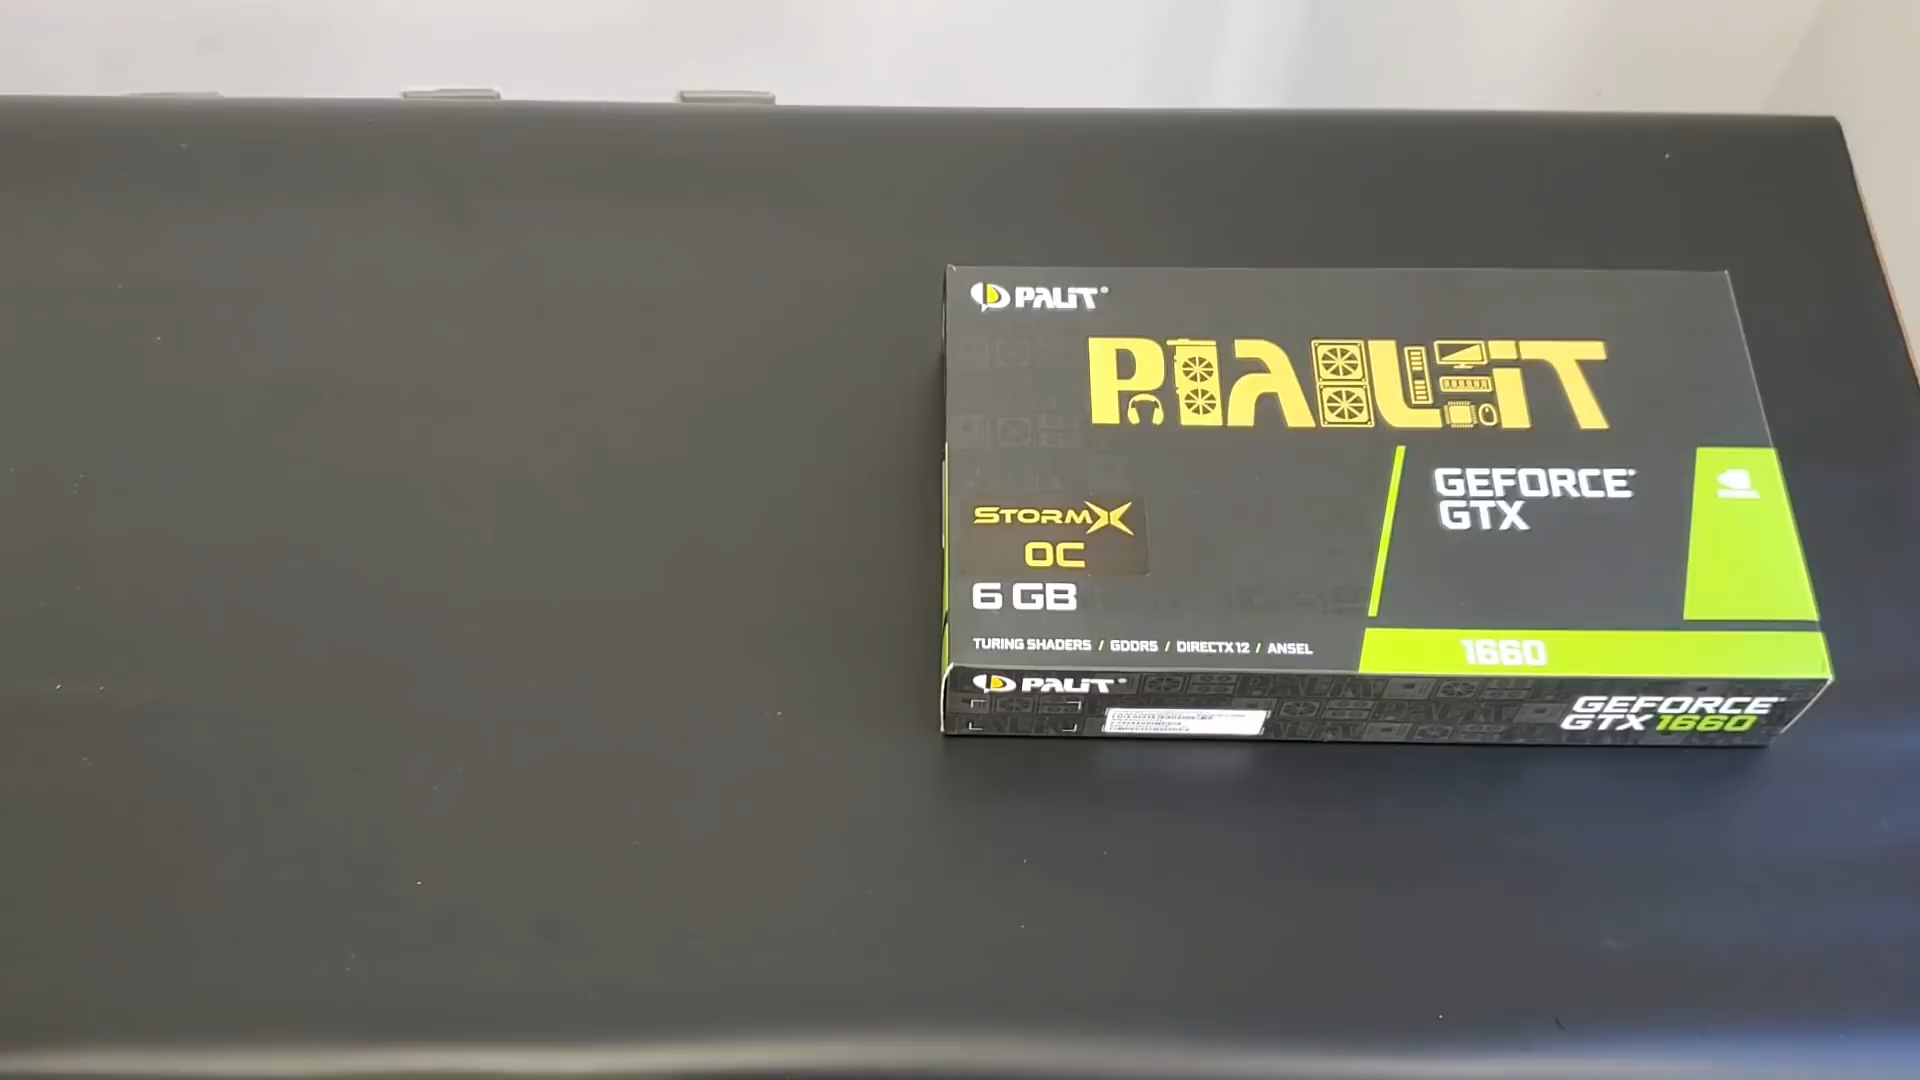 PALIT
PALIT
GEFORCE
GTX
STORMX
OC
6 GB
TURING SHADERS / GDDR5 / DIRECTX 12 / ANSEL
1660
PALIT
GEFORCE
GTX 1660